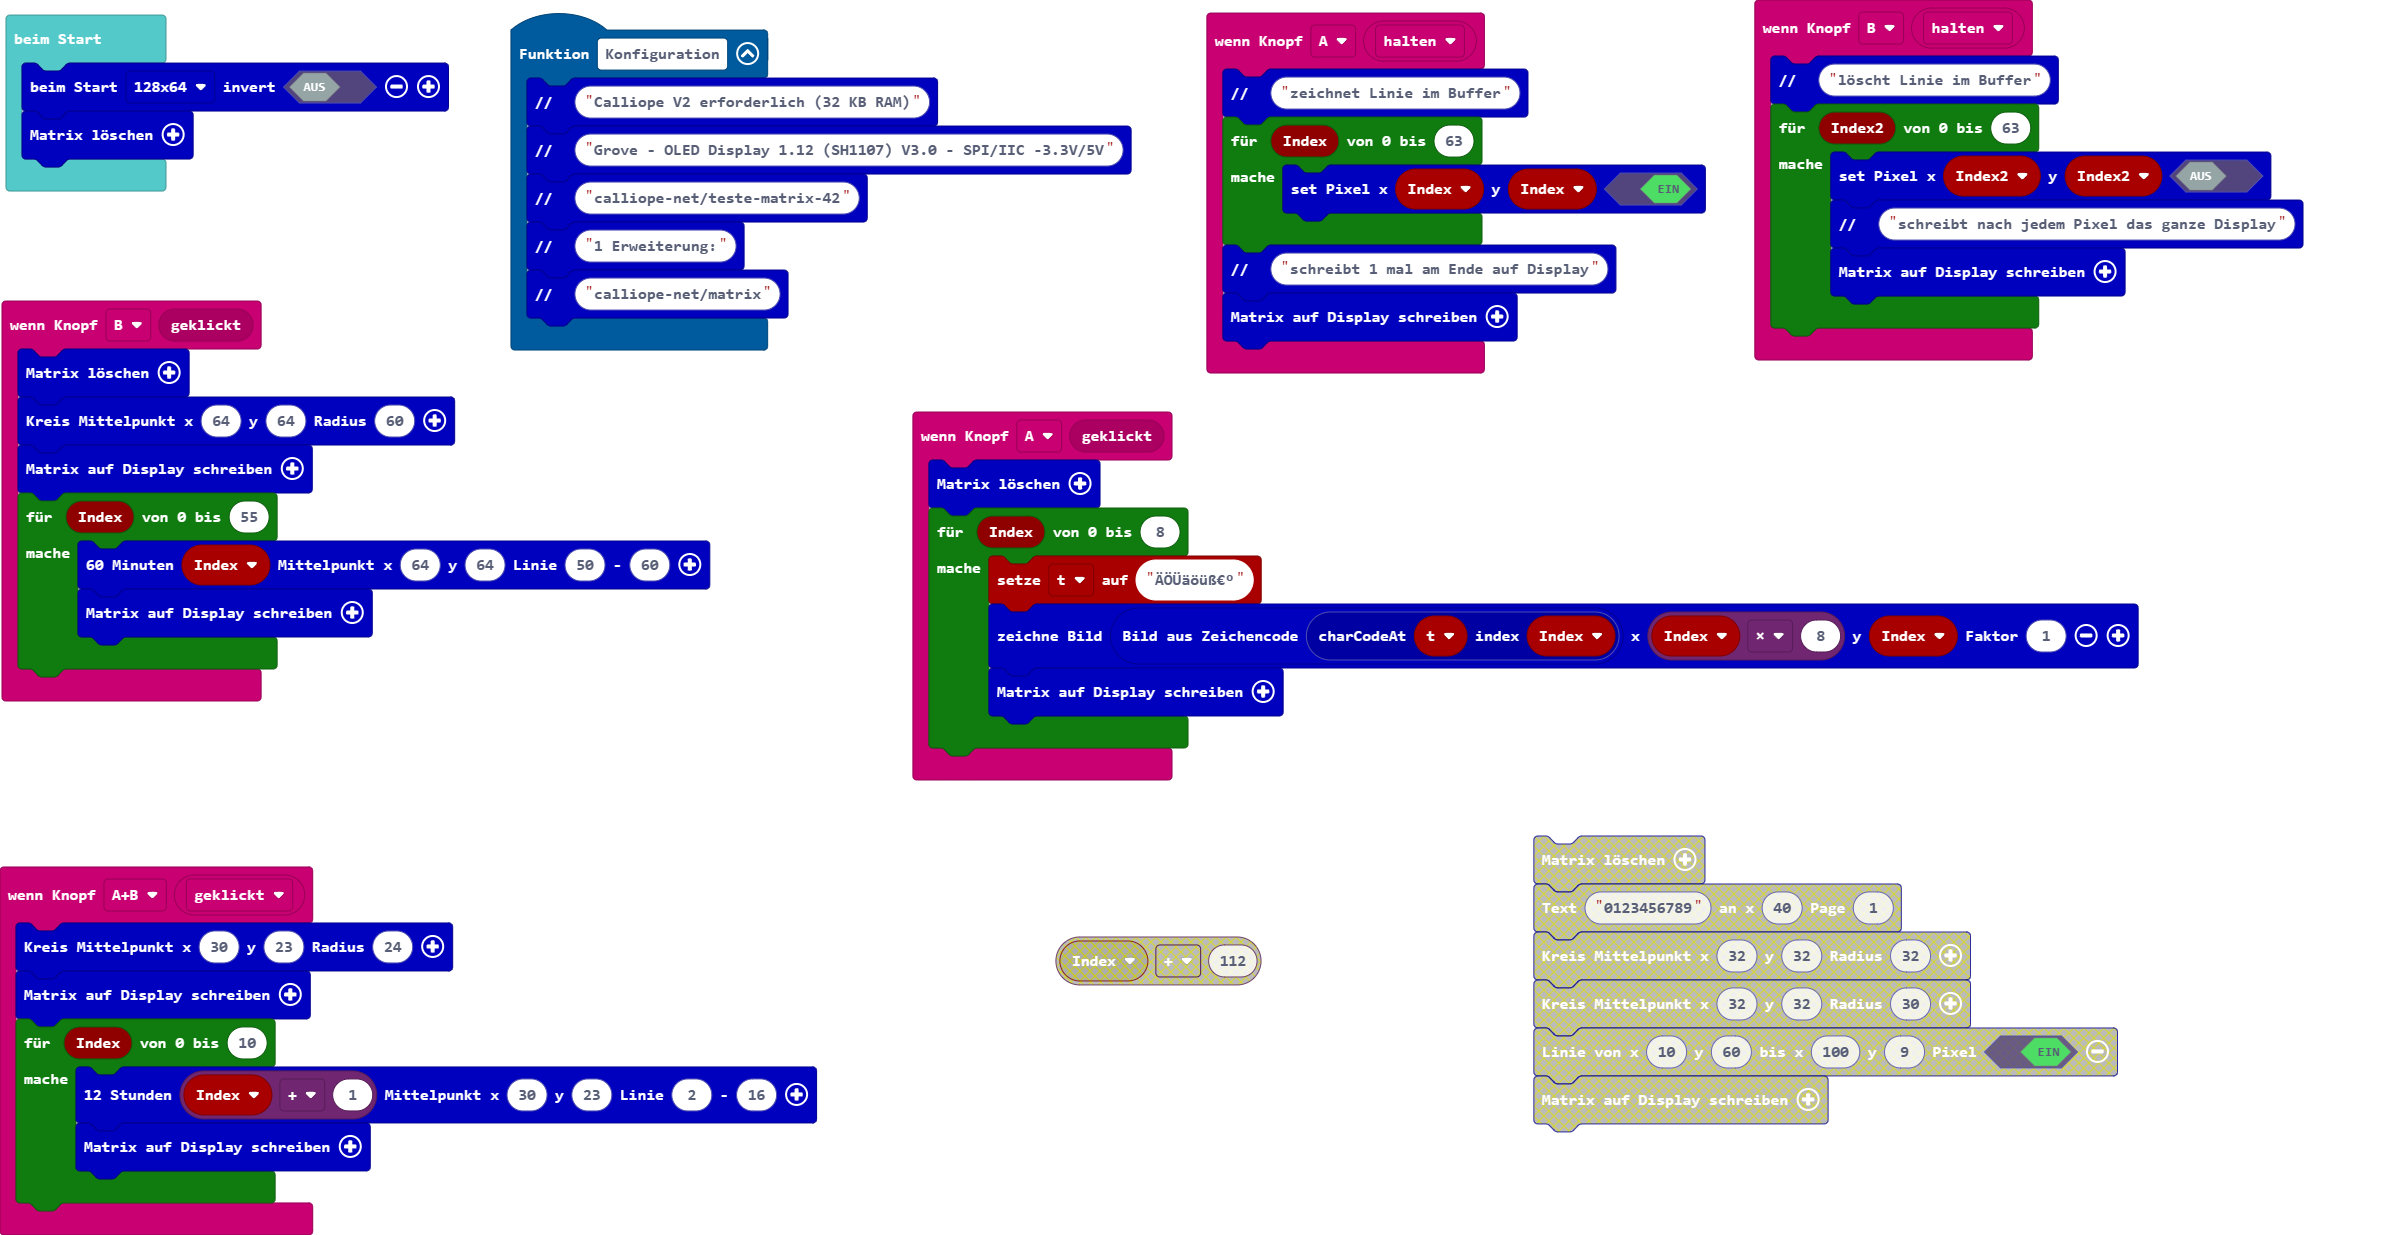 beim Start
beim Start 128x64 invert AUS
Matrix löschen
Funktion Konfiguration
// "Calliope V2 erforderlich (32 KB RAM)"
// "Grove - OLED Display 1.12 (SH1107) V3.0 - SPI/IIC -3.3V/5V"
// "calliope-net/teste-matrix-42"
// "1 Erweiterung:"
// "calliope-net/matrix"
wenn Knopf A halten
// "zeichnet Linie im Buffer"
für Index von 0 bis 63
mache
set Pixel x Index y Index EIN
// "schreibt 1 mal am Ende auf Display"
Matrix auf Display schreiben
wenn Knopf B halten
// "löscht Linie im Buffer"
für Index2 von 0 bis 63
mache
set Pixel x Index2 y Index2 AUS
// "schreibt nach jedem Pixel das ganze Display"
Matrix auf Display schreiben
wenn Knopf B geklickt
Matrix löschen
Kreis Mittelpunkt x 64 y 64 Radius 60
Matrix auf Display schreiben
für Index von 0 bis 55
mache
60 Minuten Index Mittelpunkt x 64 y 64 Linie 50 - 60
Matrix auf Display schreiben
wenn Knopf A geklickt
Matrix löschen
für Index von 0 bis 8
mache
setze t auf "ÄÖÜäöüß€º"
zeichne Bild Bild aus Zeichencode charCodeAt t index Index x Index × 8 y Index Faktor 1
Matrix auf Display schreiben
wenn Knopf A+B geklickt
Kreis Mittelpunkt x 30 y 23 Radius 24
Matrix auf Display schreiben
für Index von 0 bis 10
mache
12 Stunden Index + 1 Mittelpunkt x 30 y 23 Linie 2 - 16
Matrix auf Display schreiben
Index + 112
Matrix löschen
Text "0123456789" an x 40 Page 1
Kreis Mittelpunkt x 32 y 32 Radius 32
Kreis Mittelpunkt x 32 y 32 Radius 30
Linie von x 10 y 60 bis x 100 y 9 Pixel EIN
Matrix auf Display schreiben